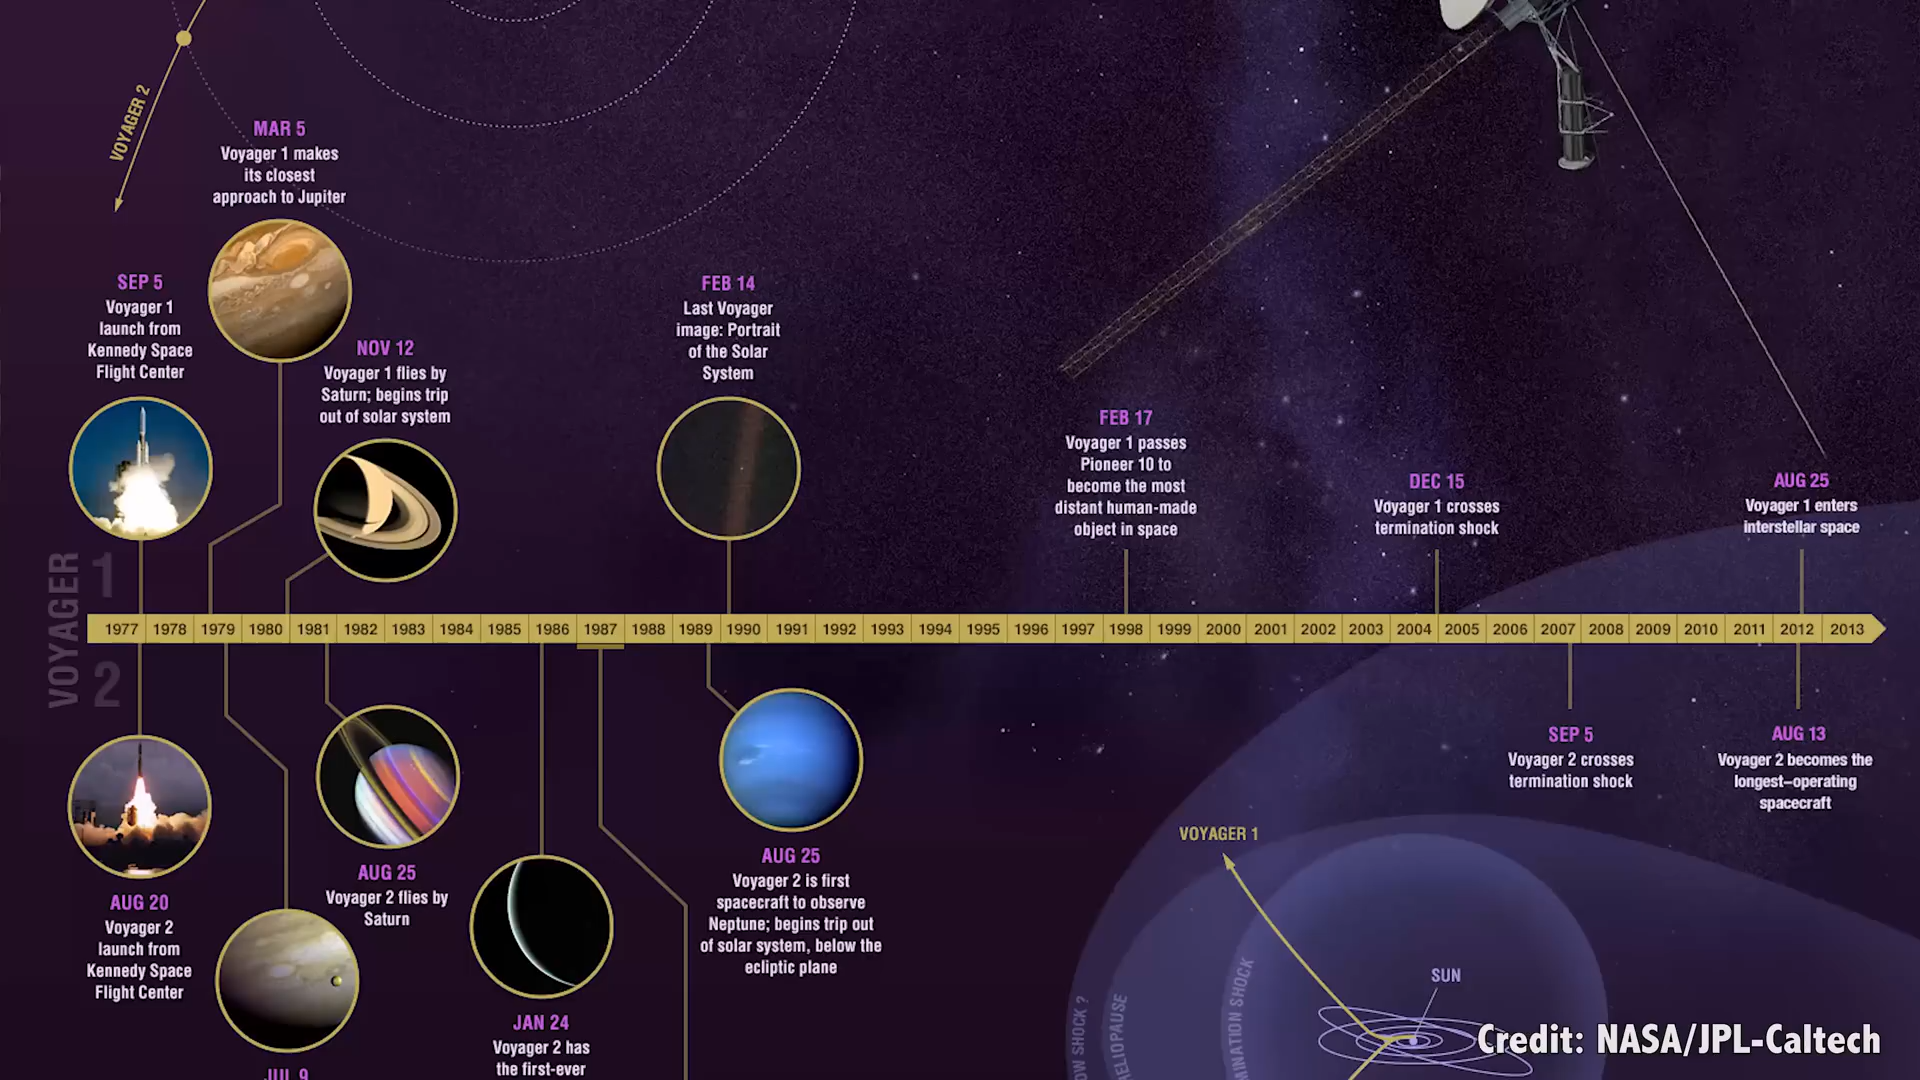 VOYAGER 2
MAR 5
Voyager 1 makes
its closest
approach to Jupiter
SEP 5
Voyager 1
launch from
Kennedy Space
Flight Center
NOV 12
Voyager 1 flies by
Saturn; begins trip
out of solar system
FEB 14
Last Voyager
image: Portrait
of the Solar
System
FEB 17
Voyager 1 passes
Pioneer 10 to
become the most
distant human-made
object in space
DEC 15
Voyager 1 crosses
termination shock
AUG 25
Voyager 1 enters
interstellar space
VOYAGER
1
2
1977 1978 1979 1980 1981 1982 1983 1984 1985 1986 1987 1988 1989 1990 1991 1992 1993 1994 1995 1996 1997 1998 1999 2000 2001 2002 2003 2004 2005 2006 2007 2008 2009 2010 2011 2012 2013
AUG 20
Voyager 2
launch from
Kennedy Space
Flight Center
JUL 9
AUG 25
Voyager 2 flies by
Saturn
JAN 24
Voyager 2 has
the first-ever
AUG 25
Voyager 2 is first
spacecraft to observe
Neptune; begins trip out
of solar system, below the
ecliptic plane
SEP 5
Voyager 2 crosses
termination shock
AUG 13
Voyager 2 becomes the
longest–operating
spacecraft
VOYAGER 1
SUN
SHOCK ?
HELIOPAUSE
MINATION SHOCK
Credit: NASA/JPL-Caltech